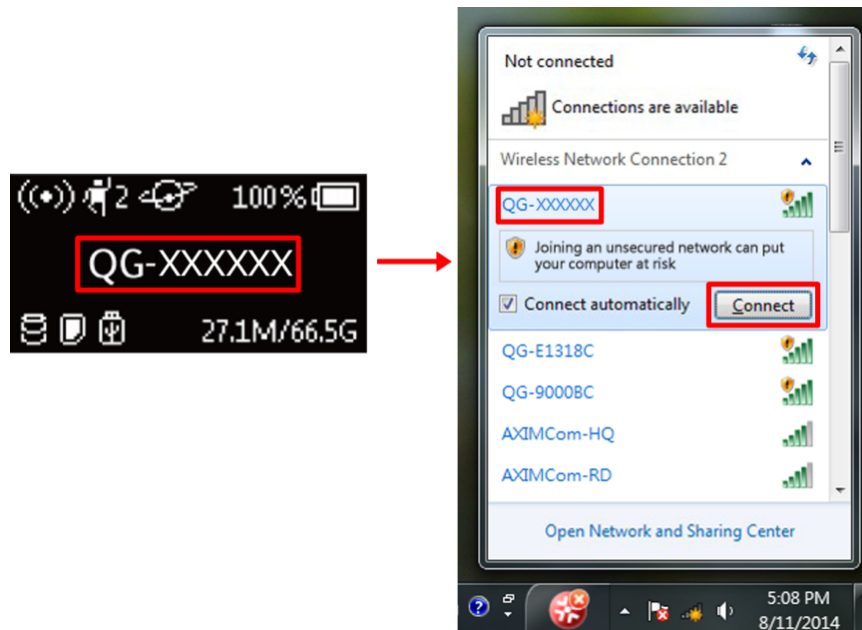 2
100%
QG-XXXXXX
27.1M/66.5G
Not connected
Connections are available
Wireless Network Connection 2
QG-XXXXXX
Joining an unsecured network can put
your computer at risk
Connect automatically
Connect
QG-E1318C
QG-9000BC
AXIMCom-HQ
AXIMCom-RD
Open Network and Sharing Center
5:08 PM
8/11/2014